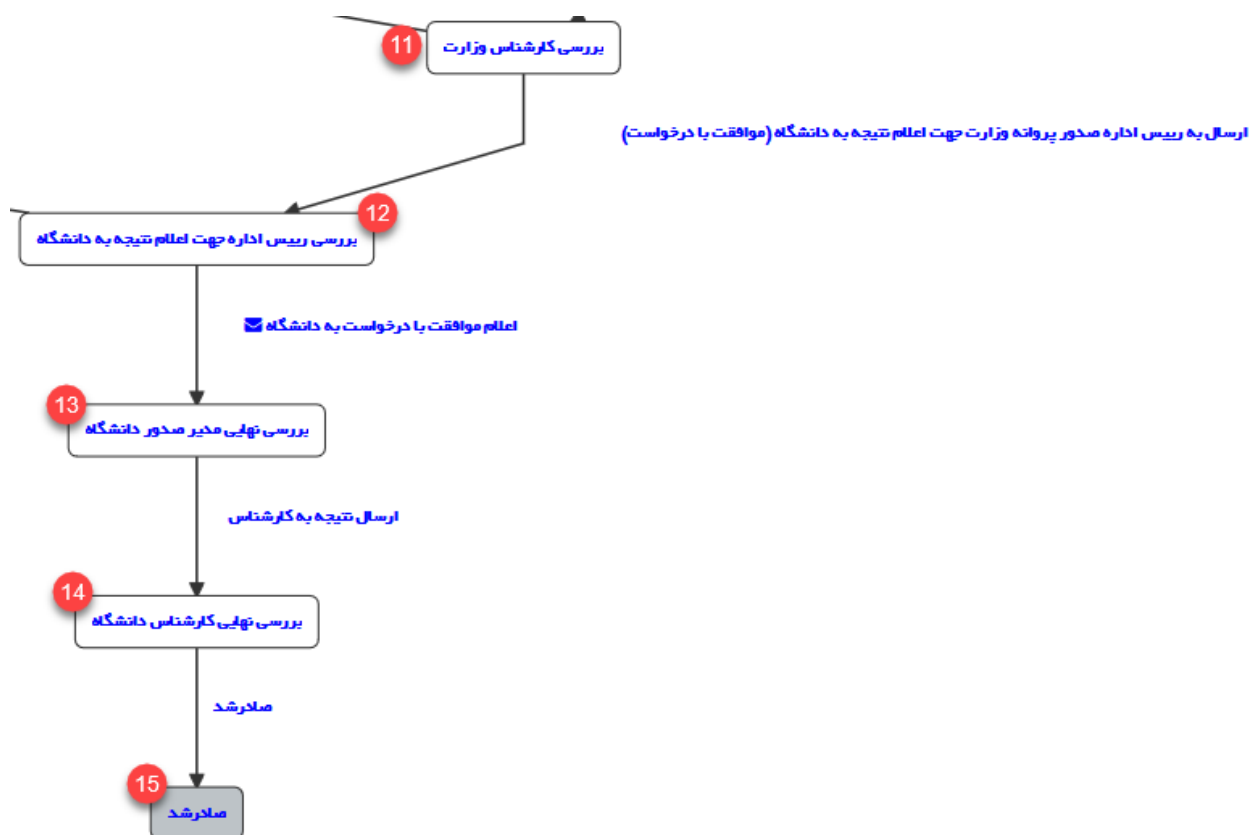 11
بررسی کارشناس وزارت
ارسال به رییس اداره صدور پروانه وزارت جهت اعلام نتیجه به دانشگاه (موافقت با درخواست)
12
بررسی رییس اداره جهت اعلام نتیجه به دانشگاه
اعلام موافقت با درخواست به دانشگاه
13
بررسی نهایی مدیر صدور دانشگاه
ارسال نتیجه به کارشناس
14
بررسی نهایی کارشناس دانشگاه
صادرشد
15
صادرشد